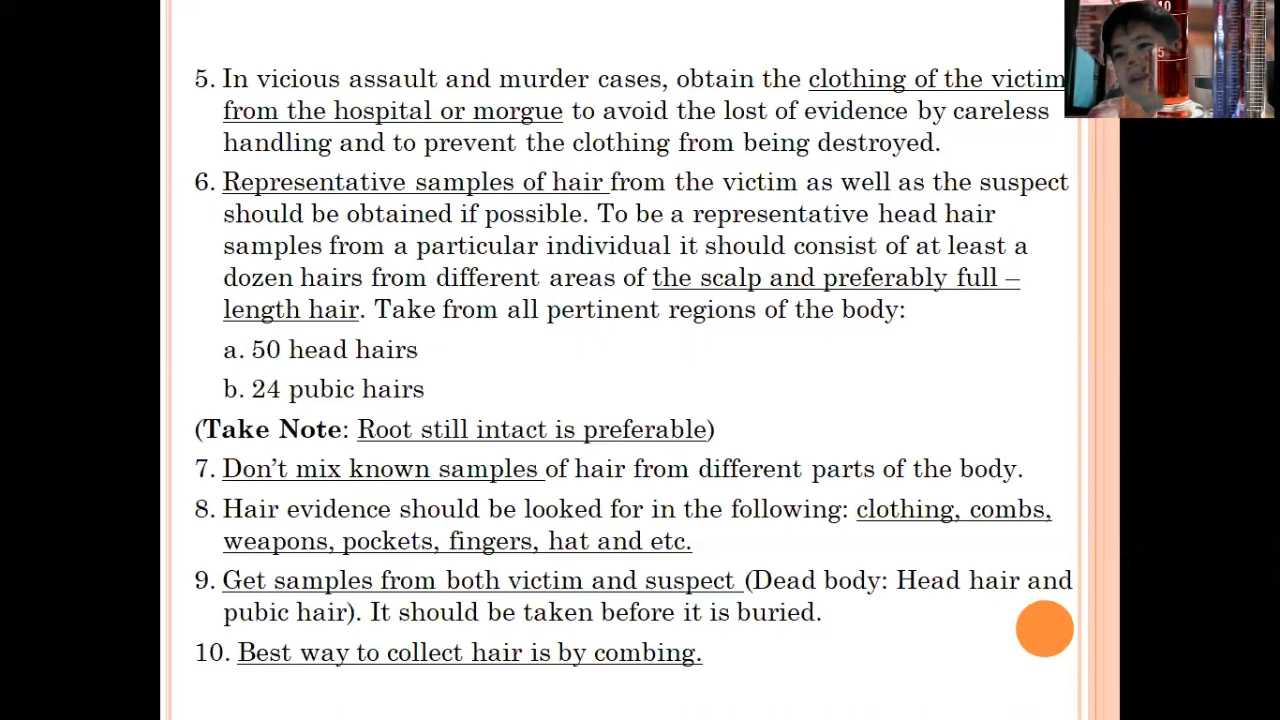 5. In vicious assault and murder cases, obtain the clothing of the victim
from the hospital or morgue to avoid the lost of evidence by careless
handling and to prevent the clothing from being destroyed.
6. Representative samples of hair from the victim as well as the suspect
should be obtained if possible. To be a representative head hair
samples from a particular individual it should consist of at least a
dozen hairs from different areas of the scalp and preferably full –
length hair. Take from all pertinent regions of the body:
a. 50 head hairs
b. 24 pubic hairs
(Take Note: Root still intact is preferable)
7. Don't mix known samples of hair from different parts of the body.
8. Hair evidence should be looked for in the following: clothing, combs,
weapons, pockets, fingers, hat and etc.
9. Get samples from both victim and suspect (Dead body: Head hair and
pubic hair). It should be taken before it is buried.
10. Best way to collect hair is by combing.
10
5